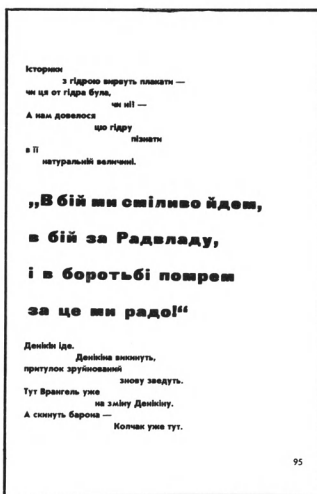 Історики
з гідрою вирвуть плакати —
чи ця от гідра була,
чи ні! —
А нам довелося
цю гідру
пізнати
в її
натуральній величині.
„В бій ми сміливо йдем,
в бій за Радвладу,
і в боротьбі помрем
за це ми радо!“
Денікін іде.
Денікіна викинуть,
притулок зруйнований
знову зведуть.
Тут Врангель уже
на зміну Денікіну.
А скинуть барона —
Колчак уже тут.
95